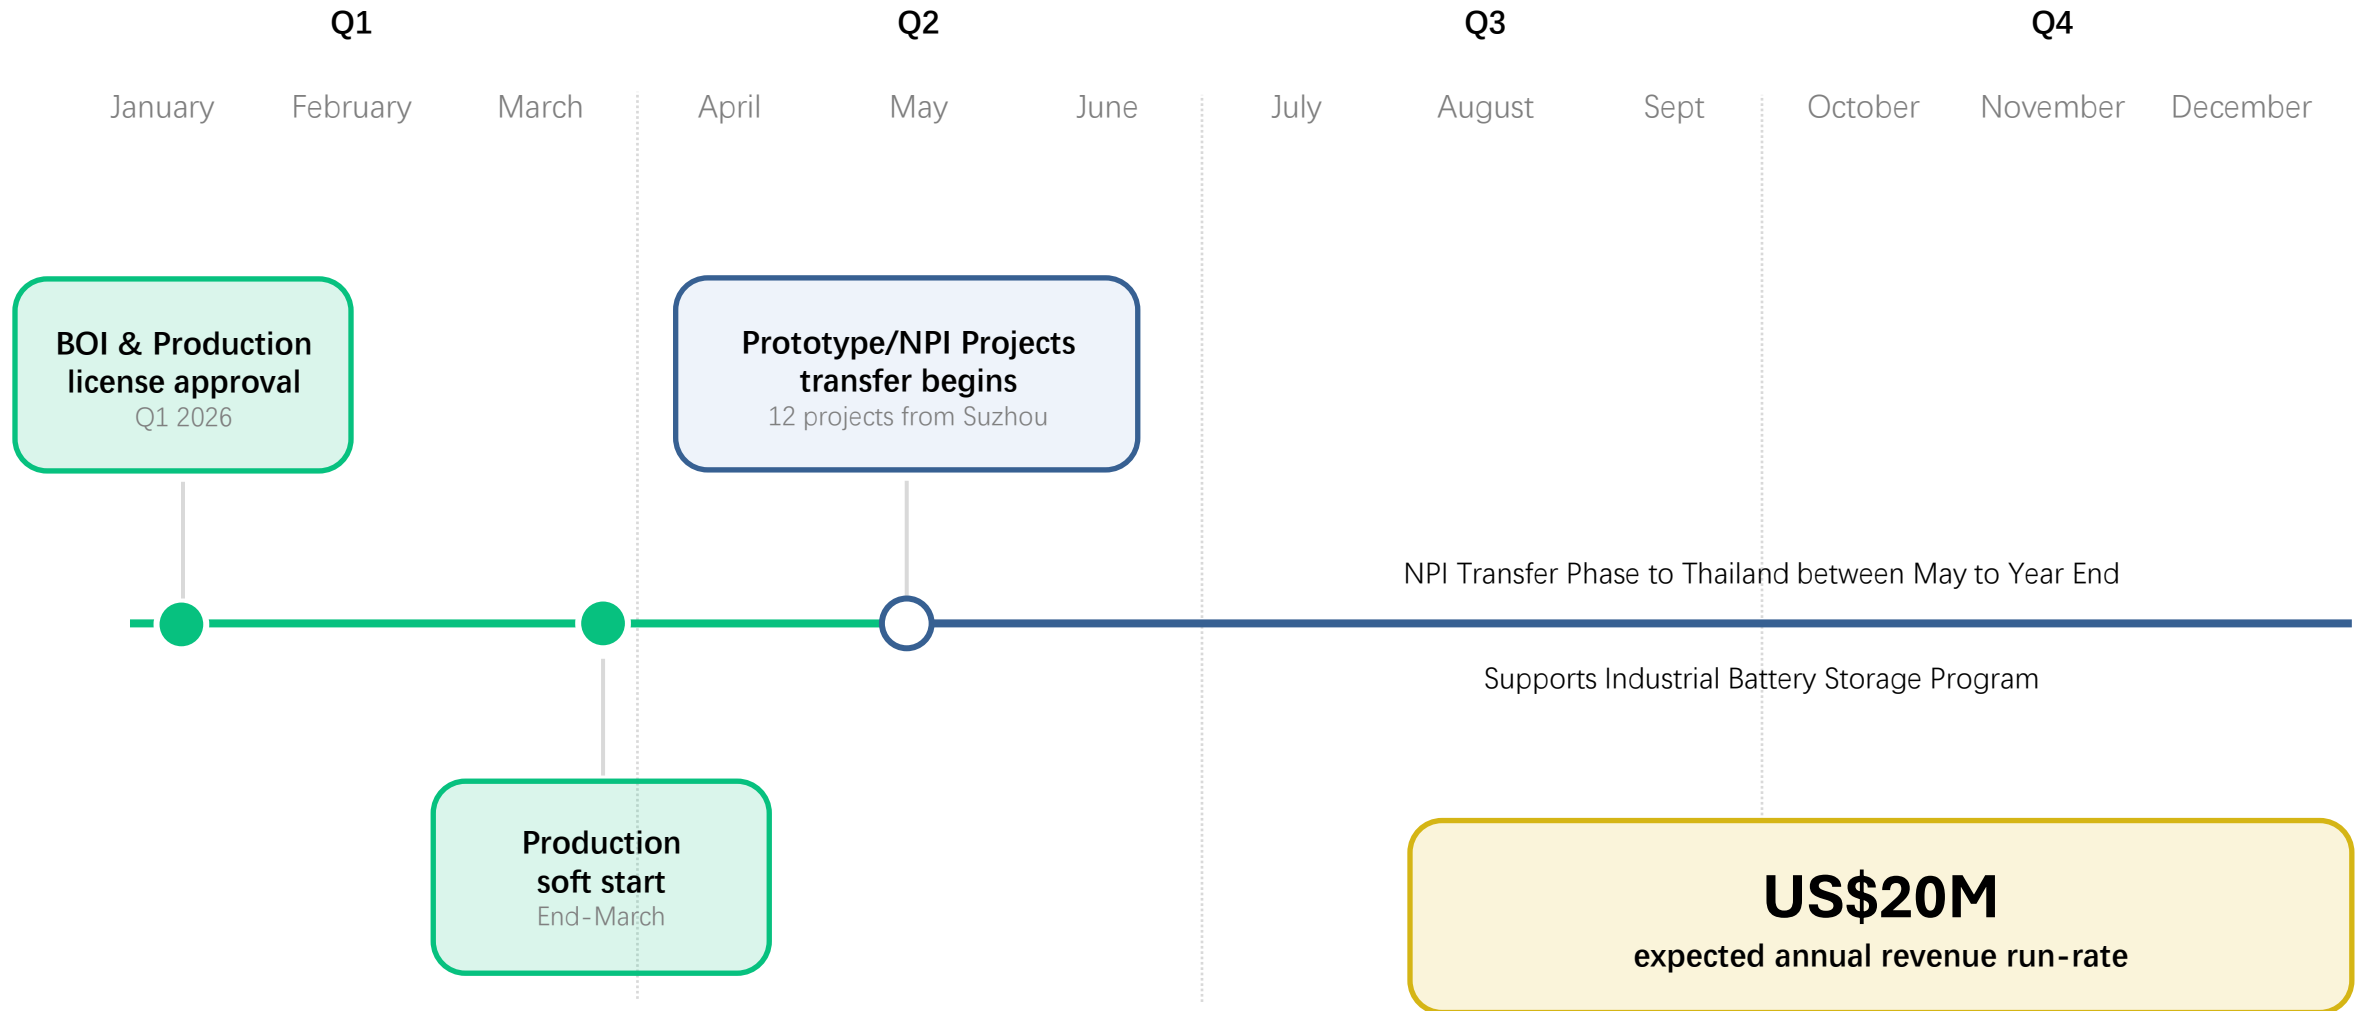 Q1
Q2
Q3
Q4
January
February
March
April
May
June
July
August
Sept
October
November
December
BOI & Production
license approval
Q1 2026
Prototype/NPI Projects
transfer begins
12 projects from Suzhou
NPI Transfer Phase to Thailand between May to Year End
Supports Industrial Battery Storage Program
Production
soft start
End-March
US$20M
expected annual revenue run-rate